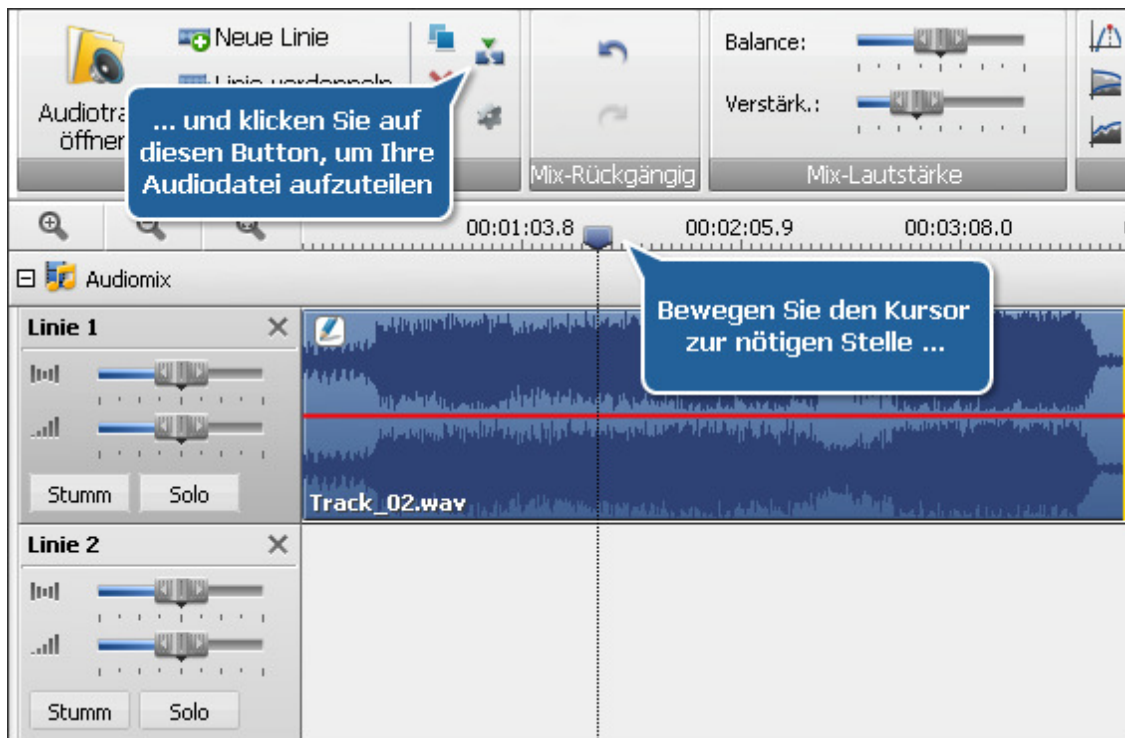 Neue Linie
Balance:
Verstärk.:
... und klicken Sie auf
diesen Button, um Ihre
Audiodatei aufzuteilen
Mix-Rückgängig
Mix-Lautstärke
00:01:03.8
00:02:05.9
00:03:08.0
Audiomix
Bewegen Sie den Kursor
zur nötigen Stelle ...
Linie 1
Stumm
Solo
Track_02.wav
Linie 2
Stumm
Solo